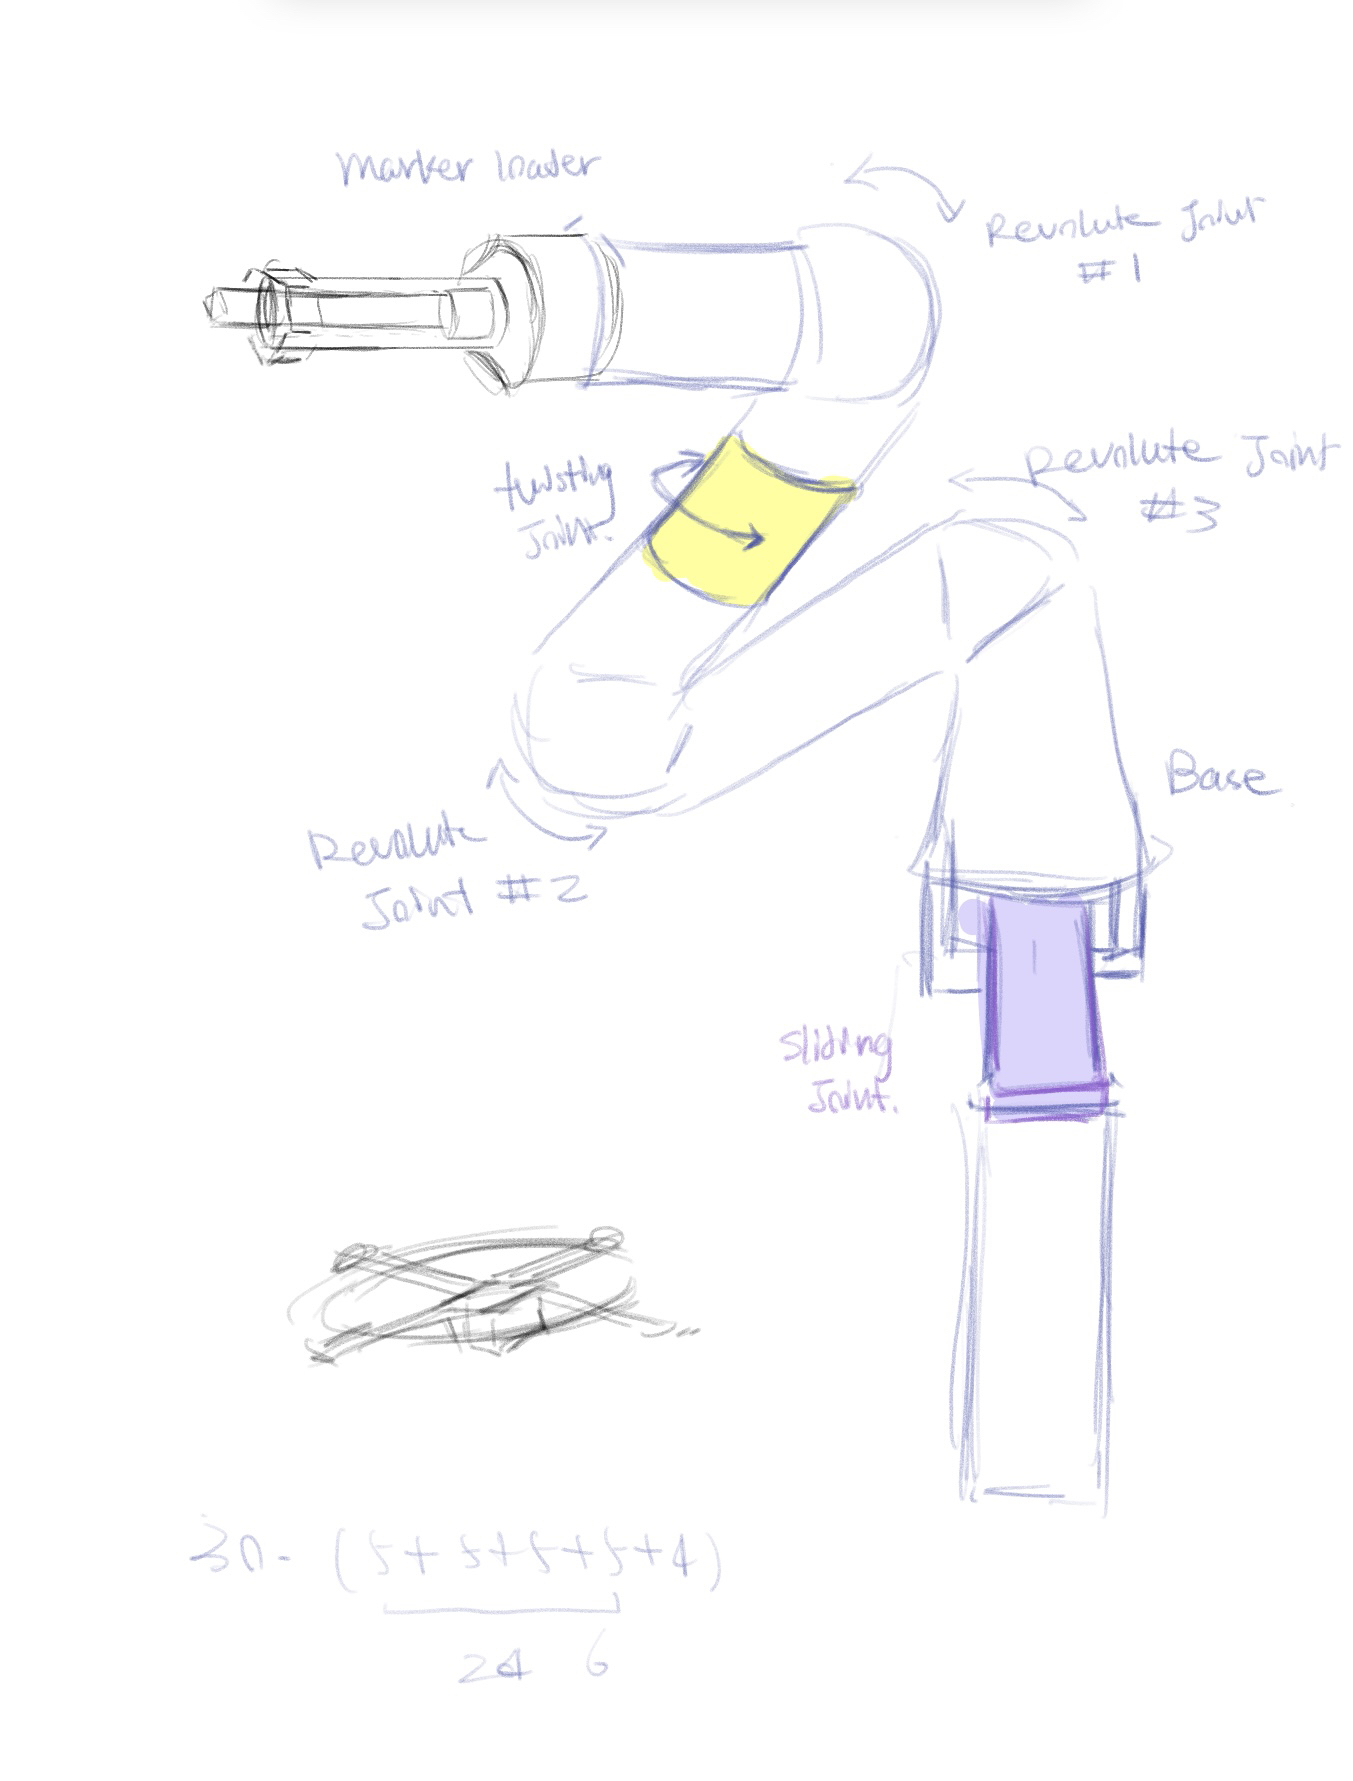 Marker loader
Revolute Joint
#1
twisting
Joint.
Revolute Joint
#3
Base
Revolute
Joint #2
Sliding
Joint.
30- (5+5+5+5+4)
24 6